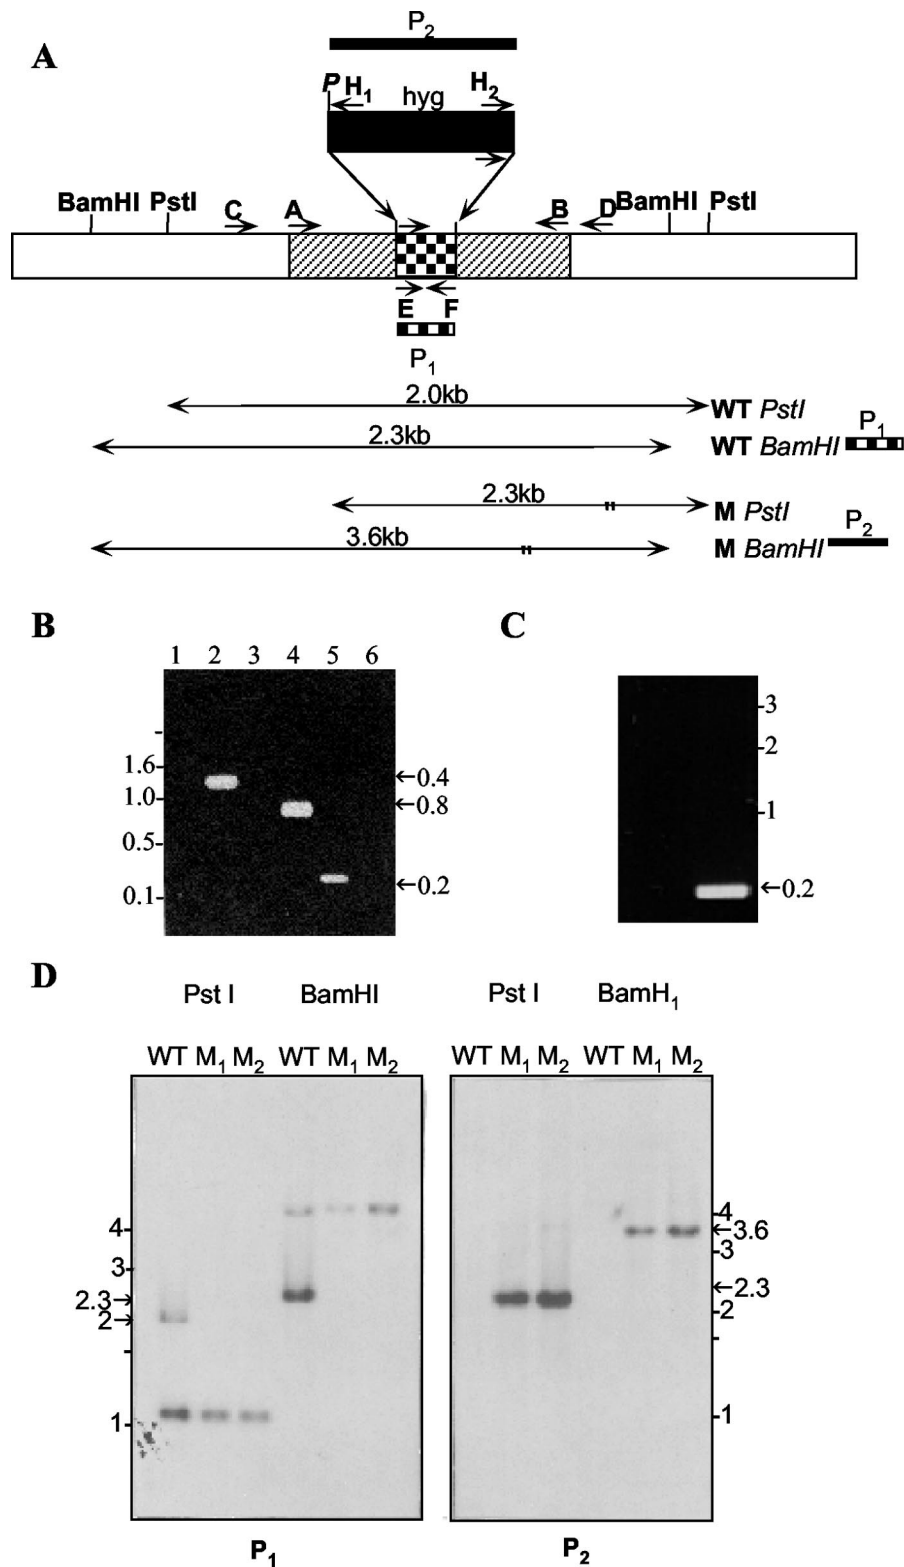 P2
A
P H1 hyg H2
BamHI PstI C A B D BamHI PstI
E F
P1
2.0kb WT PstI
2.3kb WT BamHI P1
2.3kb M PstI
3.6kb M BamHI P2
B
1 2 3 4 5 6
1.6-
1.0-
0.5-
0.1-
←0.4
←0.8
←0.2
C
-3
-2
-1
←0.2
D
Pst I BamHI Pst I BamH1
WT M1 M2 WT M1 M2 WT M1 M2 WT M1 M2
4-
3-
2.3→
2→
1-
4
←3.6
3
←2.3
2
1
P1 P2